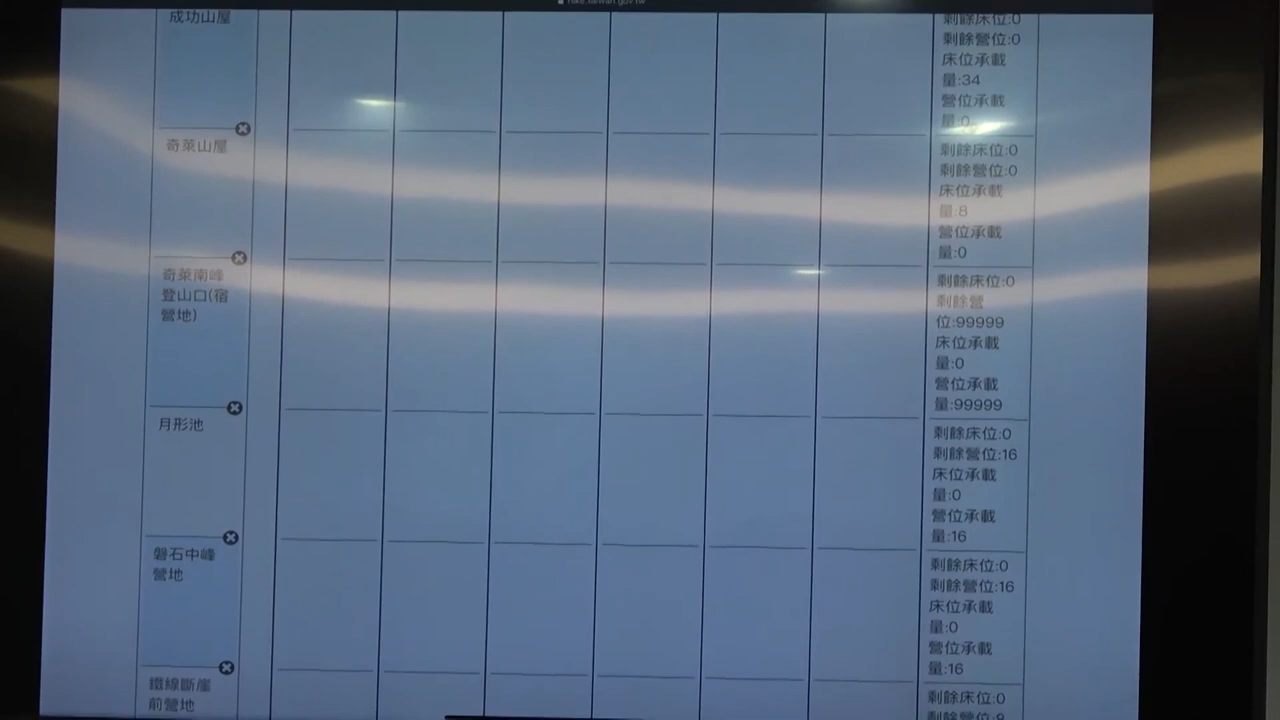 hike.taiwan.gov.tw
成功山屋
剩餘床位:0
剩餘營位:0
床位承載
量:34
營位承載
量:0
奇萊山屋
剩餘床位:0
剩餘營位:0
床位承載
量:8
營位承載
量:0
奇萊南峰
登山口(宿
營地)
剩餘床位:0
剩餘營
位:99999
床位承載
量:0
營位承載
量:99999
月形池
剩餘床位:0
剩餘營位:16
床位承載
量:0
營位承載
量:16
磐石中峰
營地
剩餘床位:0
剩餘營位:16
床位承載
量:0
營位承載
量:16
鐵線斷崖
前營地
剩餘床位:0
剩餘營位:8